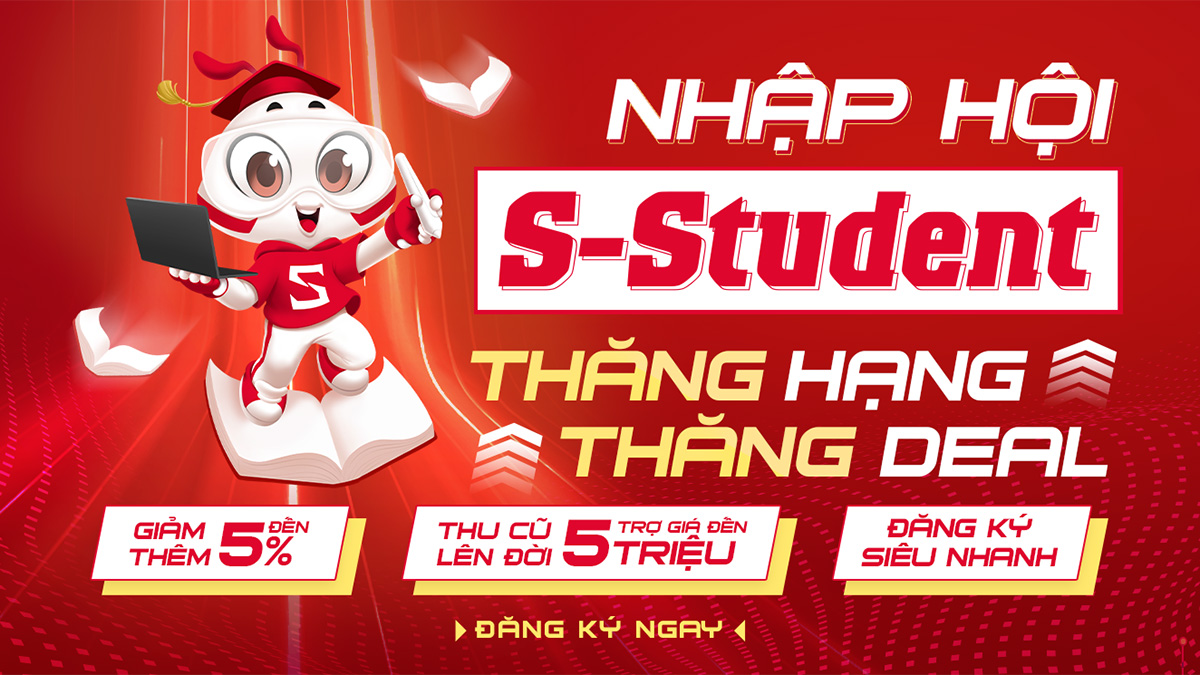 NHẬP HỘI
S-Student
THĂNG HẠNG
THĂNG DEAL
GIẢM THÊM 5% ĐẾN
THU CŨ LÊN ĐỜI TRỢ GIÁ ĐẾN 5 TRIỆU
ĐĂNG KÝ SIÊU NHANH
ĐĂNG KÝ NGAY
S